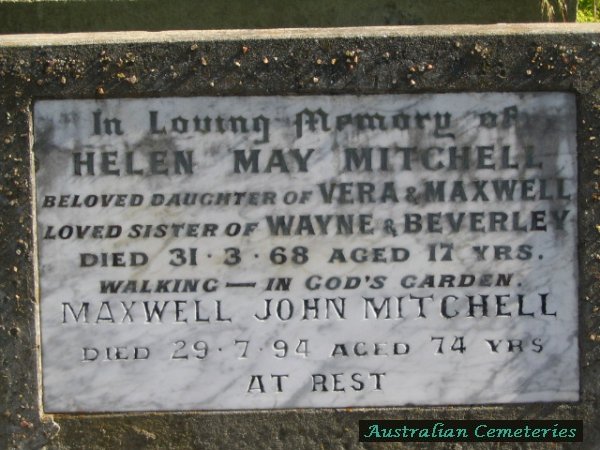 In Loving Memory of
HELEN MAY MITCHELL
BELOVED DAUGHTER OF VERA & MAXWELL
LOVED SISTER OF WAYNE & BEVERLEY
DIED 31·3·68 AGED 17 YRS.
WALKING — IN GOD'S GARDEN.
MAXWELL JOHN MITCHELL
DIED 29·7·94 AGED 74 YRS
AT REST
Australian Cemeteries